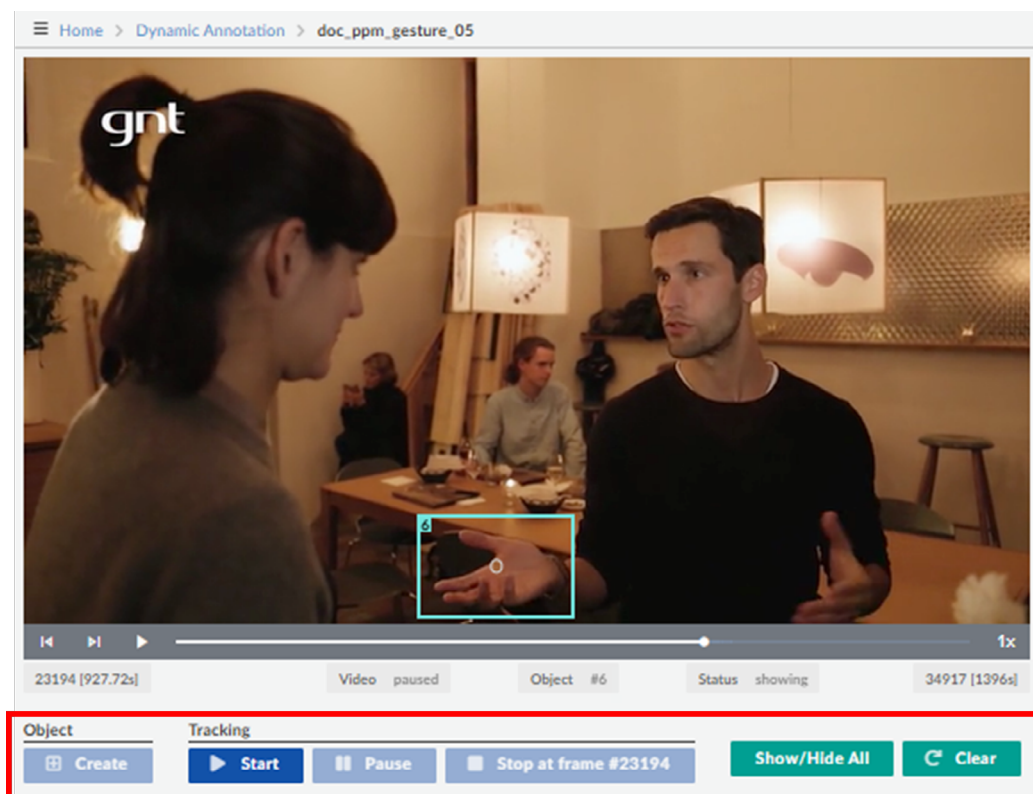 Home > Dynamic Annotation > doc_ppm_gesture_05
gnt
6
1x
23194 [927.72s]
Video paused
Object #6
Status showing
34917 [1396s]
Object
Tracking
Create
Start
Pause
Stop at frame #23194
Show/Hide All
Clear